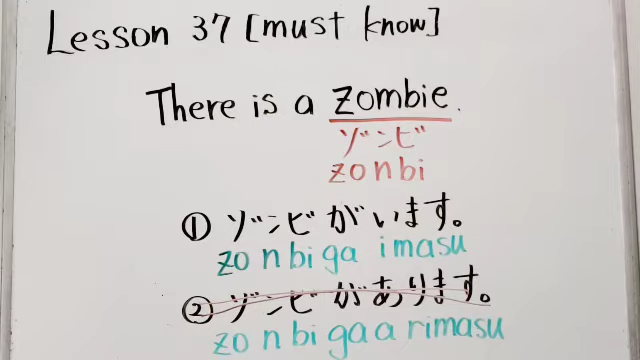 Lesson 37 [must know]
There is a zombie.
ゾンビ
zonbi
① ゾンビがいます。
zonbi ga imasu
② ゾンビがあります。
zonbi ga arimasu